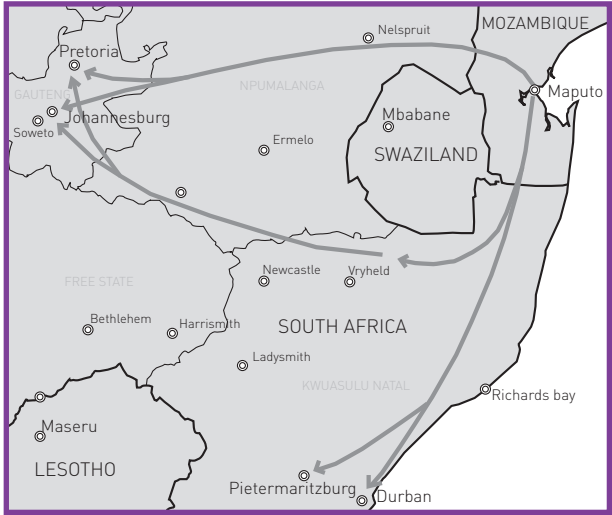 MOZAMBIQUE
Nelspruit
Pretoria
NPUMALANGA
Maputo
GAUTENG
Johannesburg
Soweto
Mbabane
Ermelo
SWAZILAND
Newcastle
Vryheld
FREE STATE
Bethlehem
Harrismith
SOUTH AFRICA
Ladysmith
KWUASULU NATAL
Richards bay
Maseru
LESOTHO
Pietermaritzburg
Durban